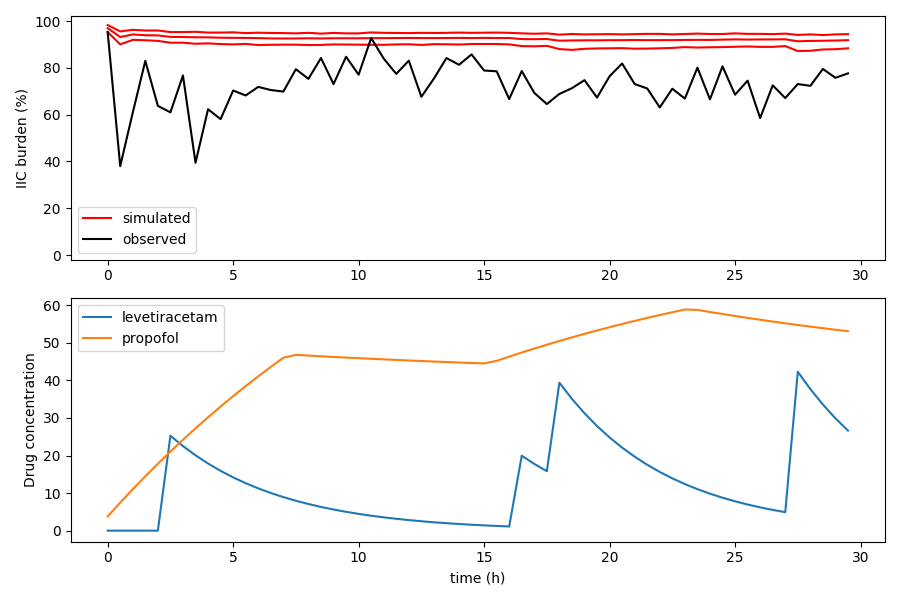 IIC burden (%)
100
80
60
40
20
0
simulated
observed
0 5 10 15 20 25 30
Drug concentration
60
50
40
30
20
10
0
levetiracetam
propofol
0 5 10 15 20 25 30
time (h)